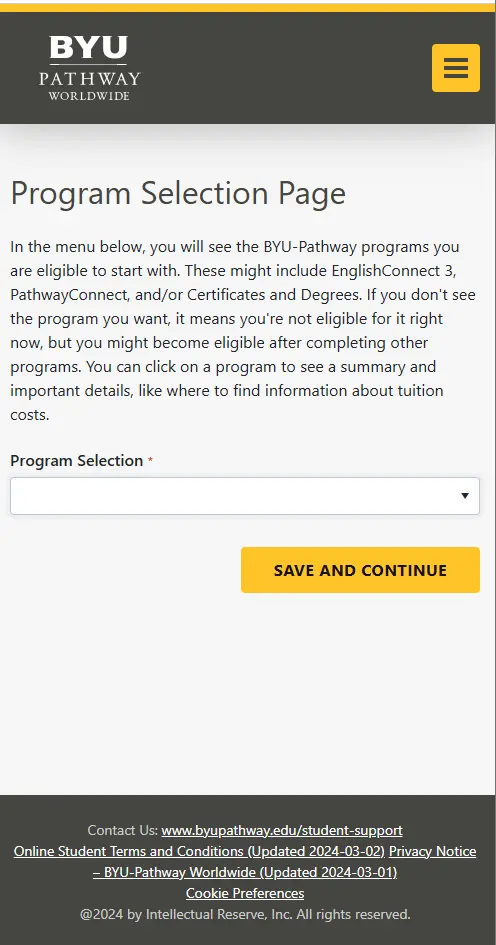 BYU
PATHWAY
WORLDWIDE
Program Selection Page
In the menu below, you will see the BYU-Pathway programs you
are eligible to start with. These might include EnglishConnect 3,
PathwayConnect, and/or Certificates and Degrees. If you don't see
the program you want, it means you're not eligible for it right
now, but you might become eligible after completing other
programs. You can click on a program to see a summary and
important details, like where to find information about tuition
costs.
Program Selection *
SAVE AND CONTINUE
Contact Us: www.byupathway.edu/student-support
Online Student Terms and Conditions (Updated 2024-03-02) Privacy Notice
– BYU-Pathway Worldwide (Updated 2024-03-01)
Cookie Preferences
@2024 by Intellectual Reserve, Inc. All rights reserved.